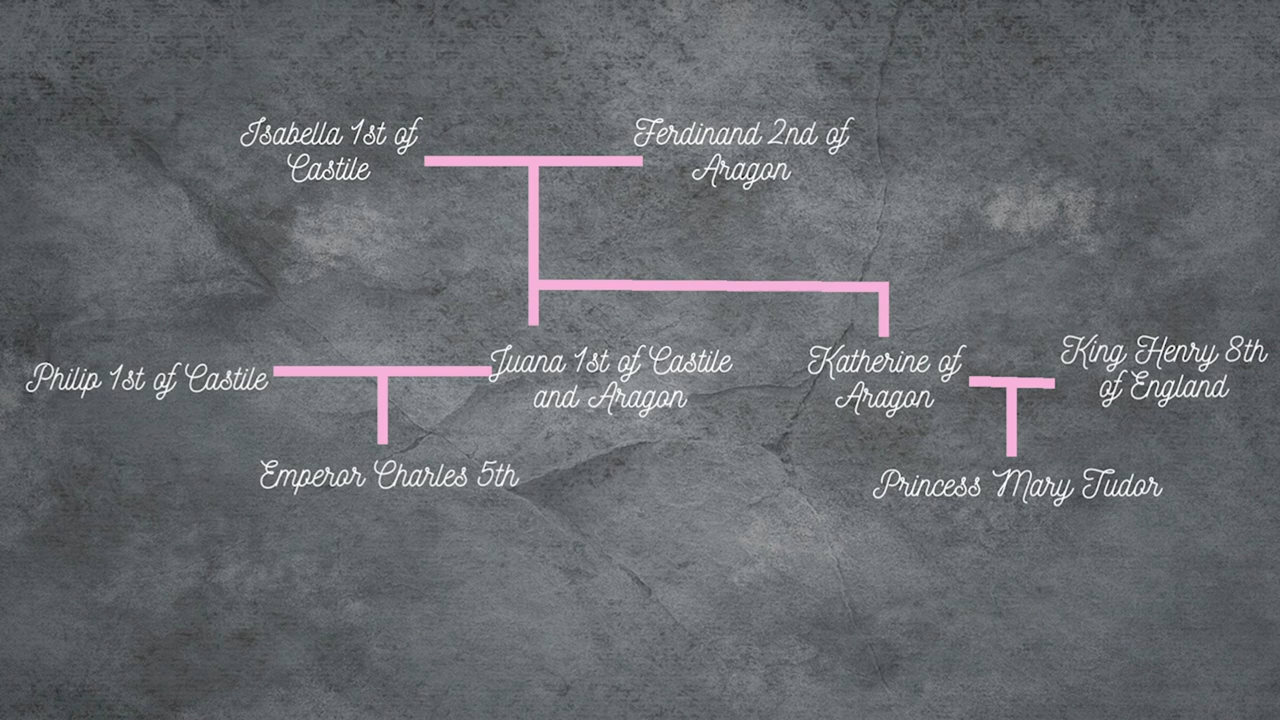 Isabella 1st of
Castile
Ferdinand 2nd of
Aragon
Philip 1st of Castile
Juana 1st of Castile
and Aragon
Katherine of
Aragon
King Henry 8th
of England
Emperor Charles 5th
Princess Mary Tudor